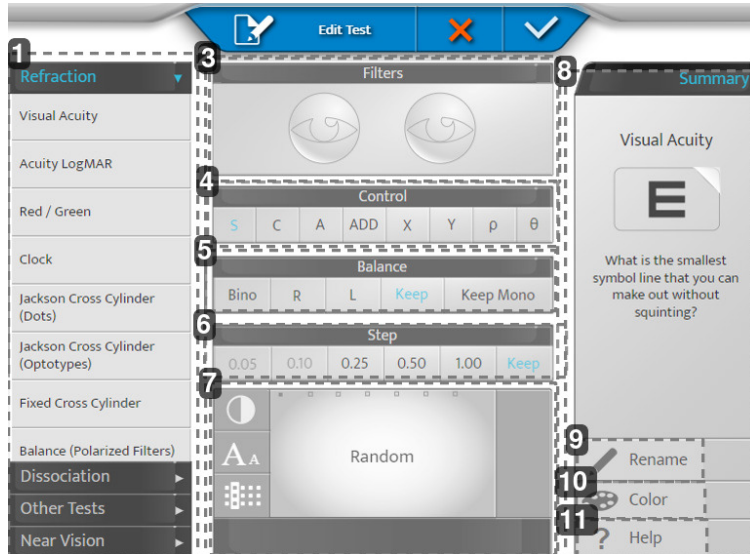 Edit Test
1
Refraction
Visual Acuity
Acuity LogMAR
Red / Green
Clock
Jackson Cross Cylinder
(Dots)
Jackson Cross Cylinder
(Optotypes)
Fixed Cross Cylinder
Balance (Polarized Filters)
Dissociation
Other Tests
Near Vision
3
Filters
4
Control
S C A ADD X Y ρ θ
5
Balance
Bino R L Keep Keep Mono
6
Step
0.05 0.10 0.25 0.50 1.00 Keep
7
A A
Random
8
Summary
Visual Acuity
E
What is the smallest
symbol line that you can
make out without
squinting?
9
Rename
10
Color
11
? Help